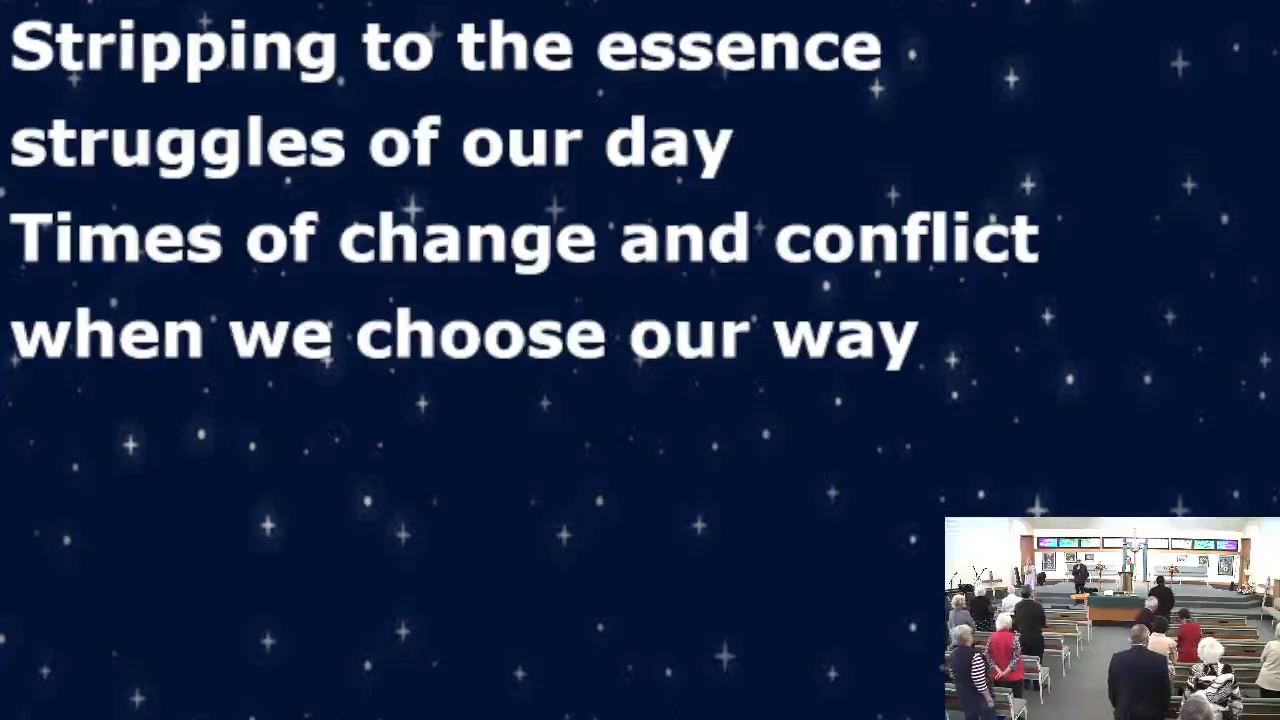 Stripping to the essence
struggles of our day
Times of change and conflict
when we choose our way